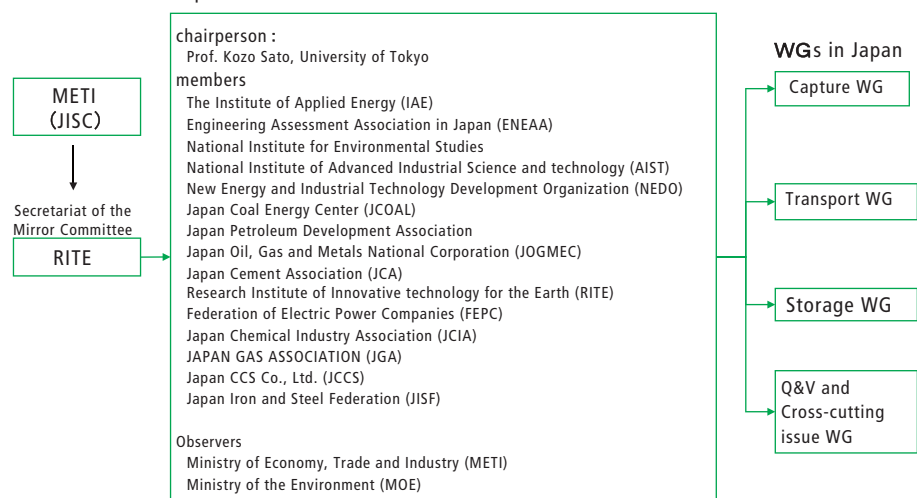 METI
(JISC)
Secretariat of the
Mirror Committee
RITE
chairperson :
Prof. Kozo Sato, University of Tokyo
members
The Institute of Applied Energy (IAE)
Engineering Assessment Association in Japan (ENEAA)
National Institute for Environmental Studies
National Institute of Advanced Industrial Science and technology (AIST)
New Energy and Industrial Technology Development Organization (NEDO)
Japan Coal Energy Center (JCOAL)
Japan Petroleum Development Association
Japan Oil, Gas and Metals National Corporation (JOGMEC)
Japan Cement Association (JCA)
Research Institute of Innovative technology for the Earth (RITE)
Federation of Electric Power Companies (FEPC)
Japan Chemical Industry Association (JCIA)
JAPAN GAS ASSOCIATION (JGA)
Japan CCS Co., Ltd. (JCCS)
Japan Iron and Steel Federation (JISF)
Observers
Ministry of Economy, Trade and Industry (METI)
Ministry of the Environment (MOE)
WGs in Japan
Capture WG
Transport WG
Storage WG
Q&V and
Cross-cutting
issue WG